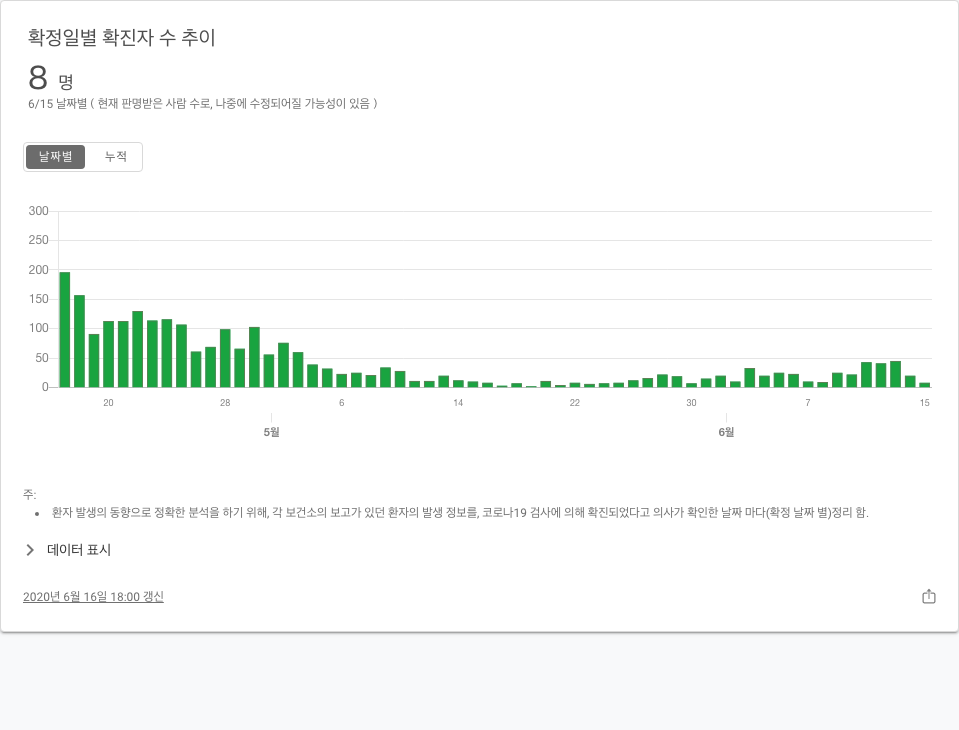 확정일별 확진자 수 추이
8 명
6/15 날짜별 ( 현재 판명받은 사람 수로, 나중에 수정되어질 가능성이 있음 )
날짜별 누적
300
250
200
150
100
50
0
20 28 6 14 22 30 7 15
5월 6월
주:
• 환자 발생의 동향으로 정확한 분석을 하기 위해, 각 보건소의 보고가 있던 환자의 발생 정보를, 코로나19 검사에 의해 확진되었다고 의사가 확인한 날짜 마다(확정 날짜 별)정리 함.
데이터 표시
2020년 6월 16일 18:00 갱신